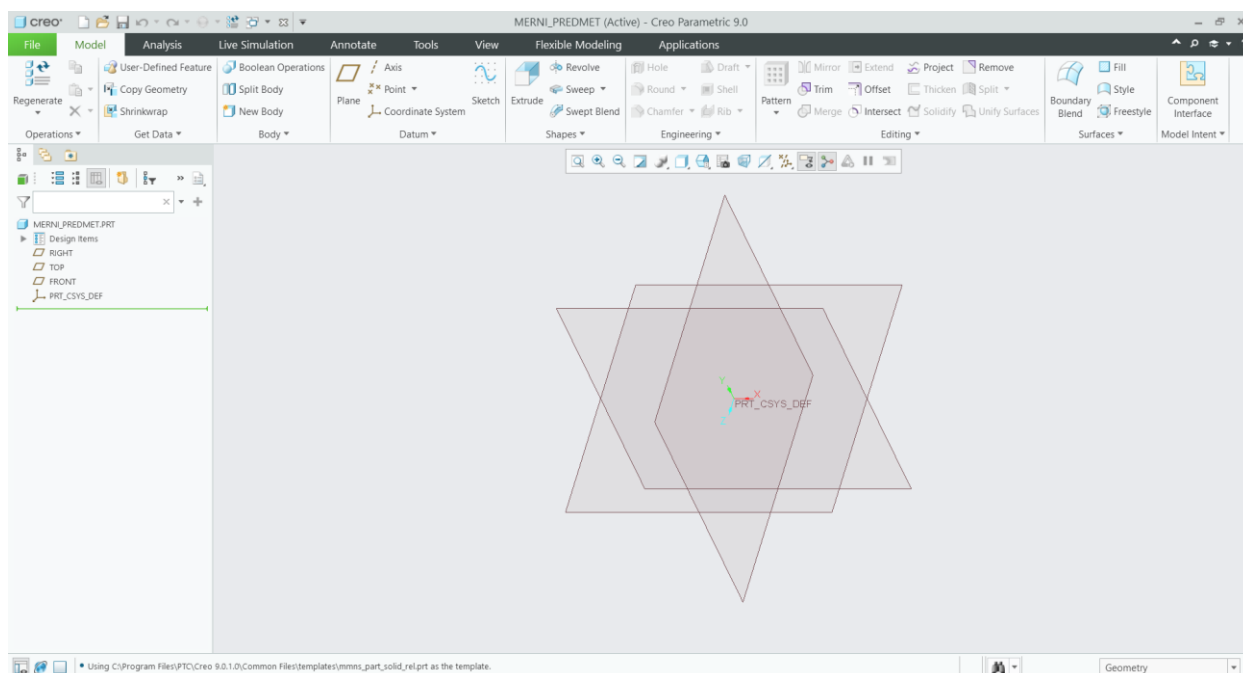 creo® MERNI_PREDMET (Active) - Creo Parametric 9.0
File Model Analysis Live Simulation Annotate Tools View Flexible Modeling Applications
User-Defined Feature Boolean Operations Axis Revolve Hole Draft Mirror Extend Project Remove Fill
Copy Geometry Split Body Point Sweep Round Shell Trim Offset Thicken Split Style
Regenerate Plane Sketch Extrude Pattern Boundary Blend Component Interface
Shrinkwrap New Body Coordinate System Swept Blend Chamfer Rib Merge Intersect Solidify Unify Surfaces Freestyle
Operations Get Data Body Datum Shapes Engineering Editing Surfaces Model Intent
MERNI_PREDMET.PRT
Design Items
RIGHT
TOP
FRONT
PRT_CSYS_DEF
Y
X
PRT_CSYS_DEF
Z
Using C:\Program Files\PTC\Creo 9.0.1.0\Common Files\templates\mmns_part_solid_rel.prt as the template. Geometry